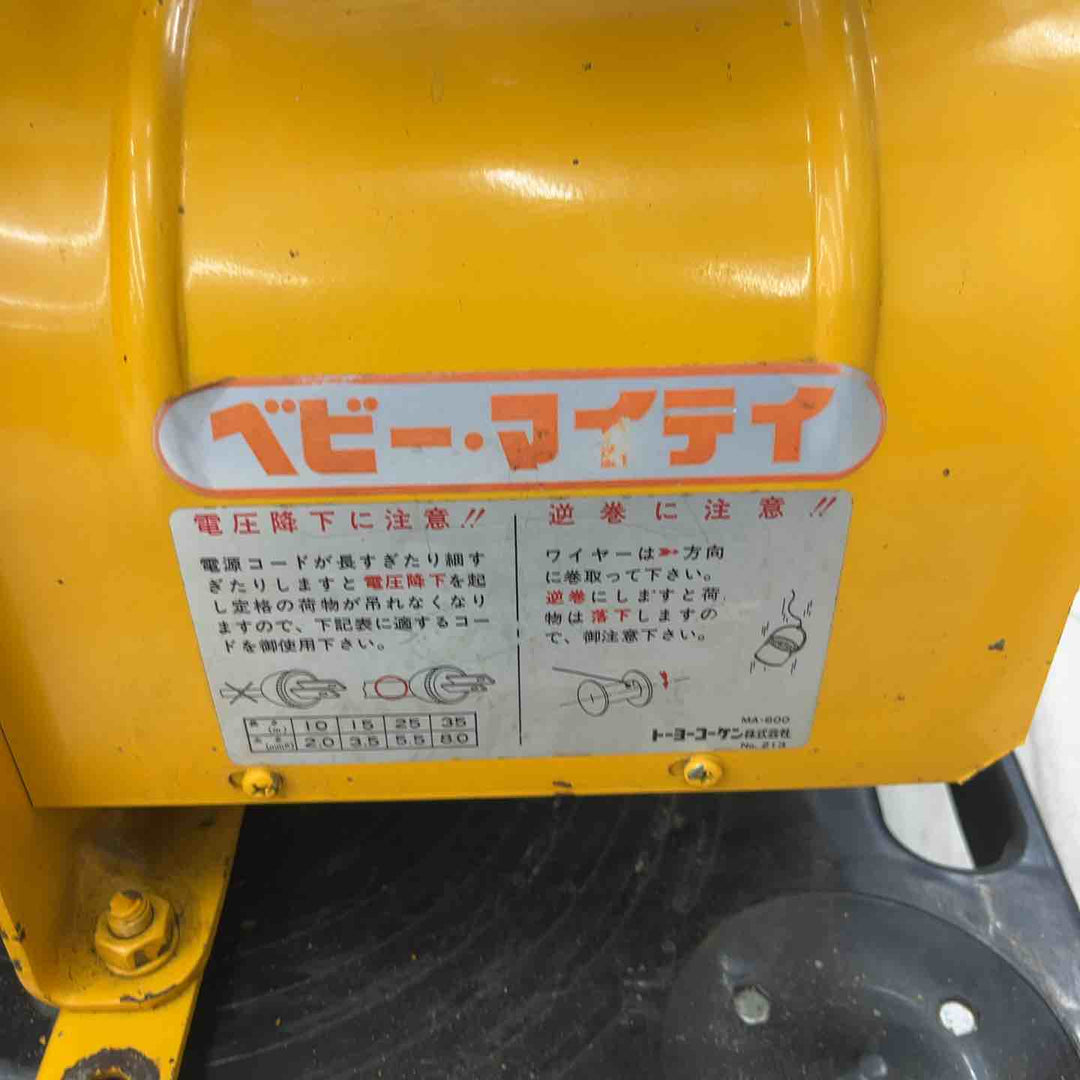 ベビー・マイティ
電圧降下に注意!!
電源コードが長すぎたり細す
ぎたりしますと電圧降下を起
し定格の荷物が吊れなくなり
ますので、下記表に適するコー
ドを御使用下さい。
(m) 10 15 25 35
(mm²) 2.0 3.5 5.5 8.0
逆巻に注意!!
ワイヤーは➳方向
に巻取って下さい。
逆巻にしますと荷
物は落下しますの
で、御注意下さい。
MA-600
トーヨーコーケン株式会社
No. 213